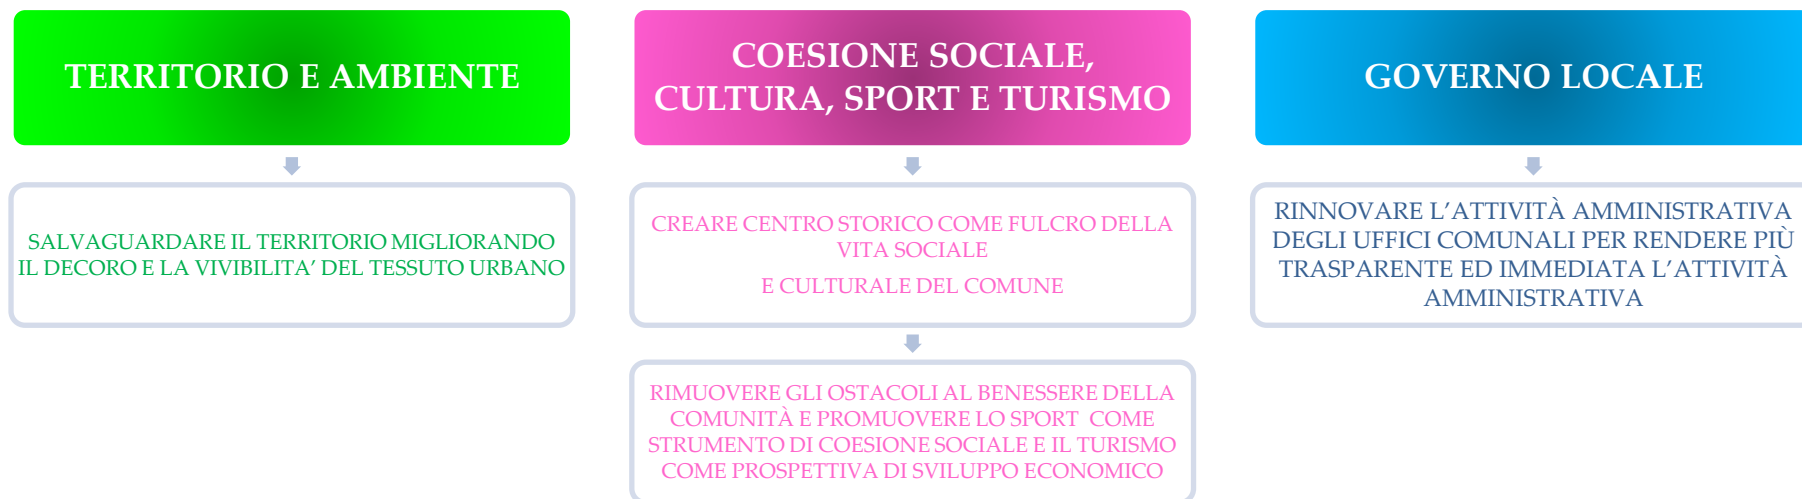 TERRITORIO E AMBIENTE
SALVAGUARDARE IL TERRITORIO MIGLIORANDO
IL DECORO E LA VIVIBILITA’ DEL TESSUTO URBANO
COESIONE SOCIALE,
CULTURA, SPORT E TURISMO
CREARE CENTRO STORICO COME FULCRO DELLA
VITA SOCIALE
E CULTURALE DEL COMUNE
RIMUOVERE GLI OSTACOLI AL BENESSERE DELLA
COMUNITÀ E PROMUOVERE LO SPORT COME
STRUMENTO DI COESIONE SOCIALE E IL TURISMO
COME PROSPETTIVA DI SVILUPPO ECONOMICO
GOVERNO LOCALE
RINNOVARE L’ATTIVITÀ AMMINISTRATIVA
DEGLI UFFICI COMUNALI PER RENDERE PIÙ
TRASPARENTE ED IMMEDIATA L’ATTIVITÀ
AMMINISTRATIVA